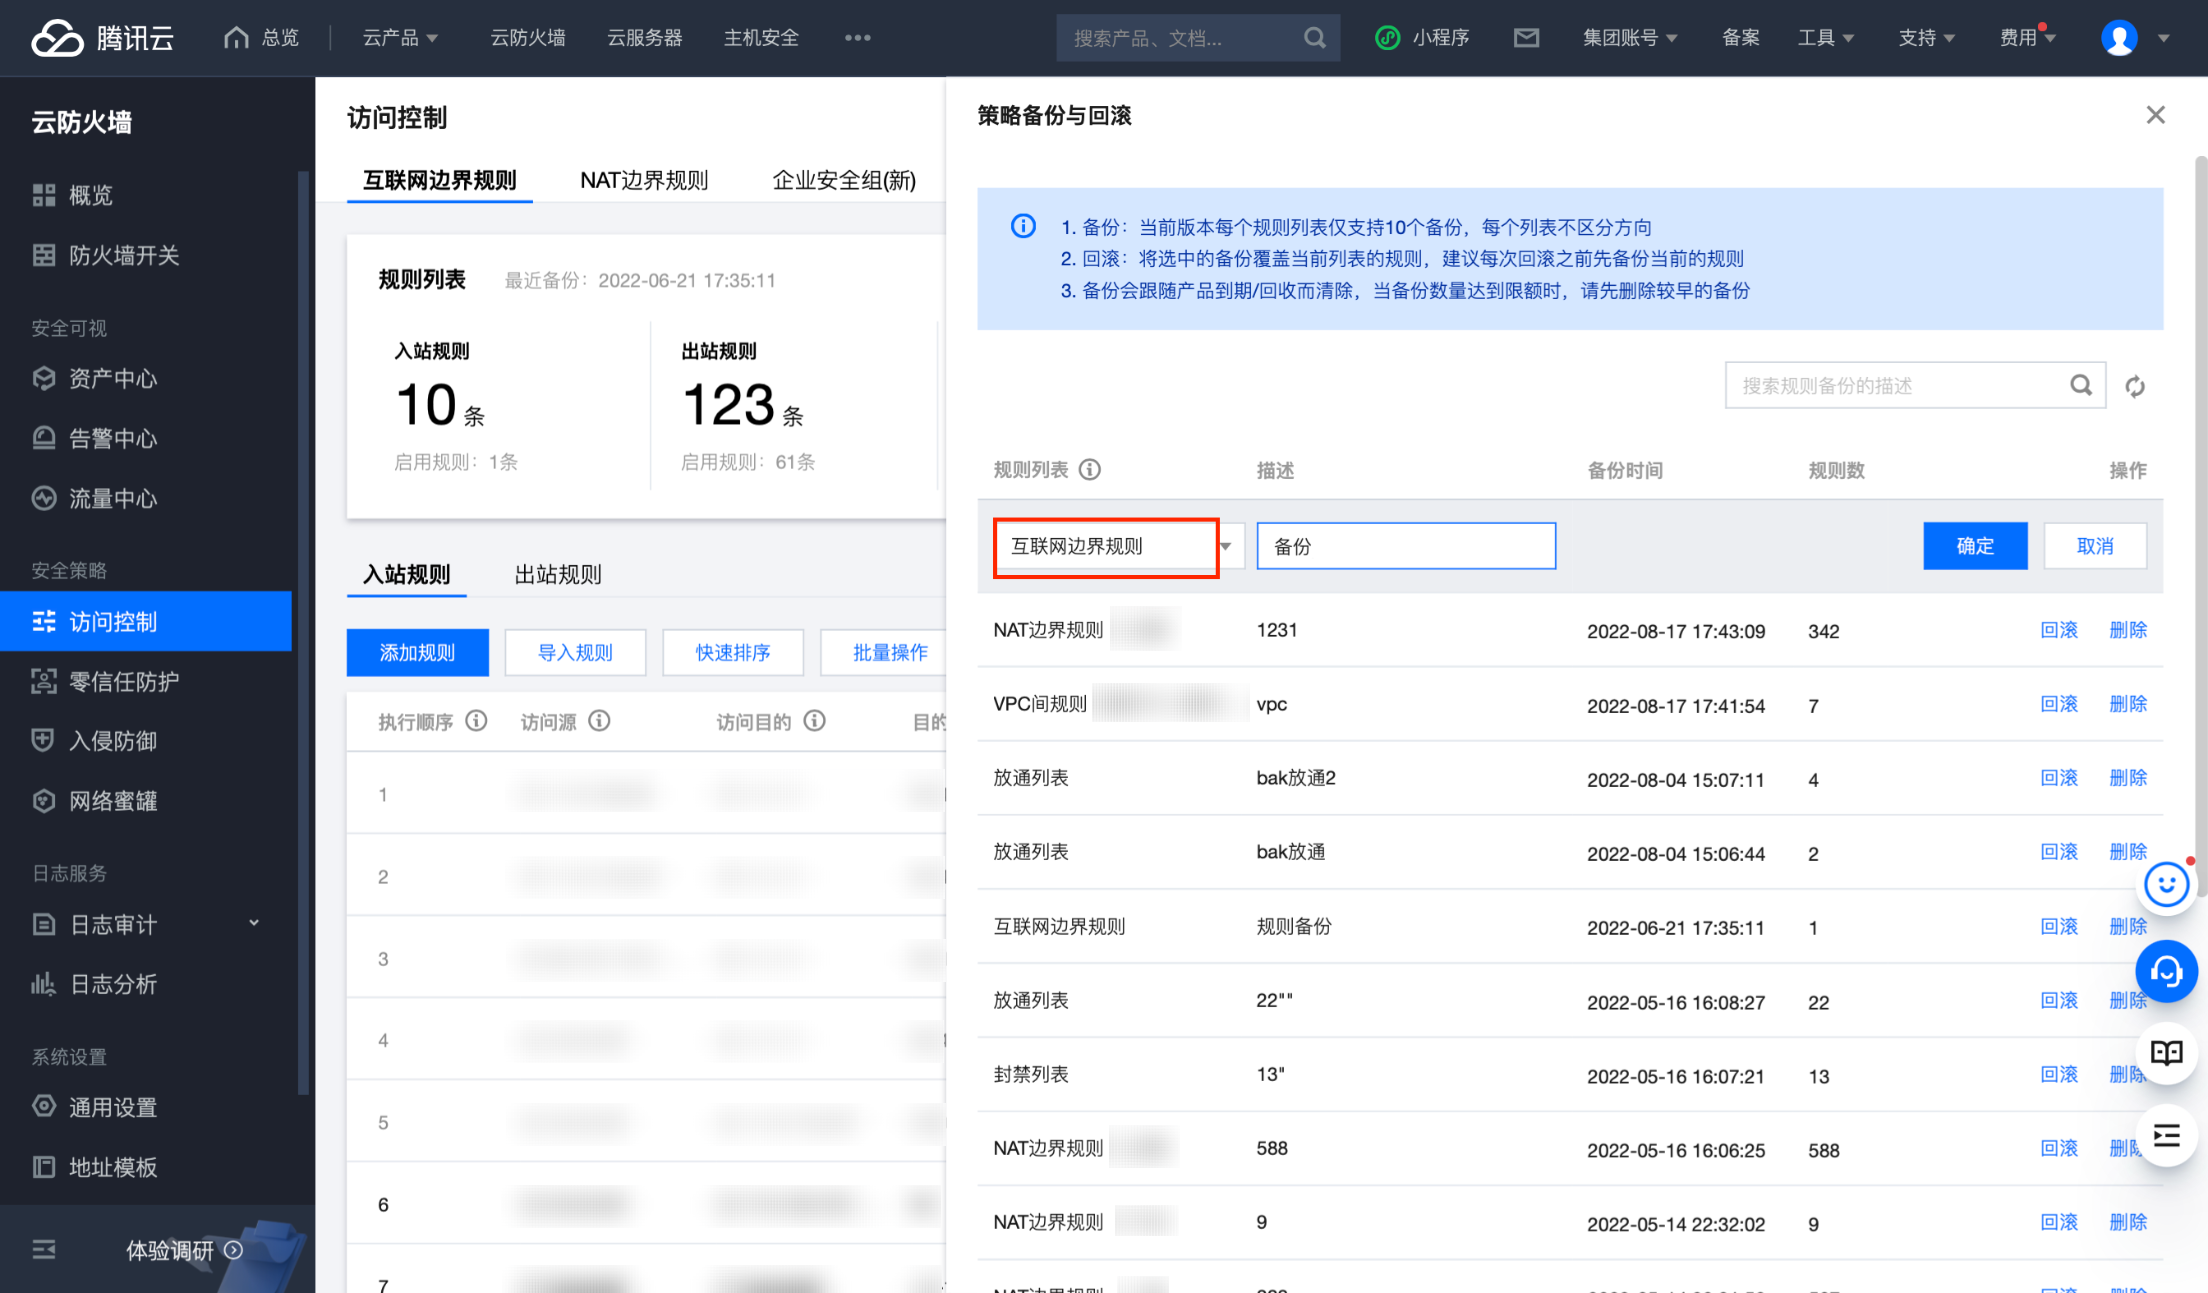 腾讯云
总览
云产品
云防火墙
云服务器
主机安全
搜索产品、文档...
小程序
集团账号
备案
工具
支持
费用
云防火墙
概览
防火墙开关
安全可视
资产中心
告警中心
流量中心
安全策略
访问控制
零信任防护
入侵防御
网络蜜罐
日志服务
日志审计
日志分析
系统设置
通用设置
地址模板
体验调研
访问控制
互联网边界规则
NAT边界规则
企业安全组(新)
规则列表 最近备份：2022-06-21 17:35:11
入站规则
10 条
启用规则：1条
出站规则
123 条
启用规则：61条
入站规则
出站规则
添加规则
导入规则
快速排序
批量操作
执行顺序 访问源 访问目的 目的
1
2
3
4
5
6
7
策略备份与回滚
1. 备份：当前版本每个规则列表仅支持10个备份，每个列表不区分方向
2. 回滚：将选中的备份覆盖当前列表的规则，建议每次回滚之前先备份当前的规则
3. 备份会跟随产品到期/回收而清除，当备份数量达到限额时，请先删除较早的备份
搜索规则备份的描述
规则列表 描述 备份时间 规则数 操作
互联网边界规则 备份 确定 取消
NAT边界规则 1231 2022-08-17 17:43:09 342 回滚 删除
VPC间规则 vpc 2022-08-17 17:41:54 7 回滚 删除
放通列表 bak放通2 2022-08-04 15:07:11 4 回滚 删除
放通列表 bak放通 2022-08-04 15:06:44 2 回滚 删除
互联网边界规则 规则备份 2022-06-21 17:35:11 1 回滚 删除
放通列表 22"" 2022-05-16 16:08:27 22 回滚 删除
封禁列表 13" 2022-05-16 16:07:21 13 回滚 删除
NAT边界规则 588 2022-05-16 16:06:25 588 回滚 删除
NAT边界规则 9 2022-05-14 22:32:02 9 回滚 删除